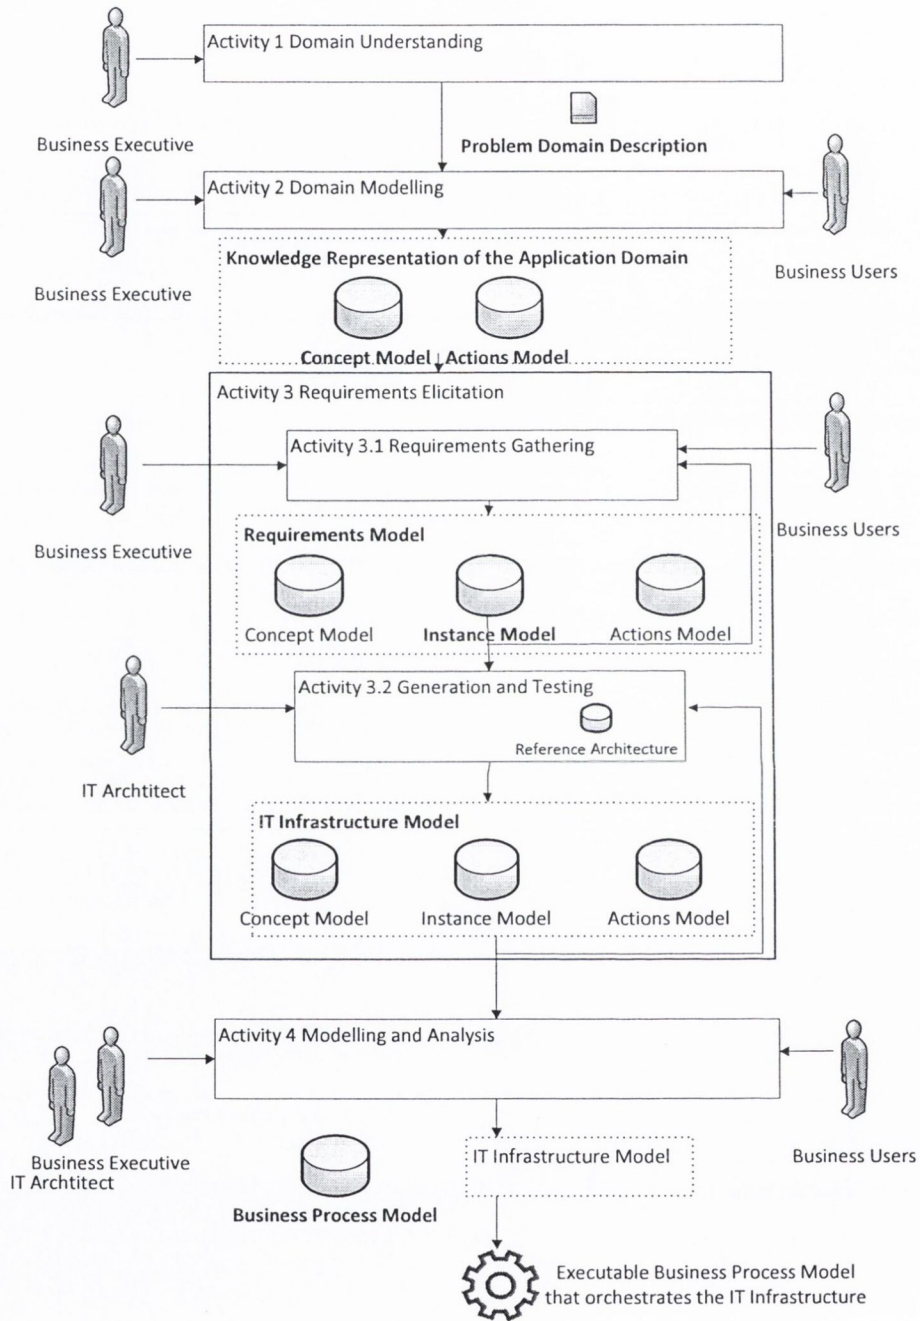 Activity 1 Domain Understanding
Business Executive
Problem Domain Description
Activity 2 Domain Modelling
Business Executive
Business Users
Knowledge Representation of the Application Domain
Concept Model
Actions Model
Activity 3 Requirements Elicitation
Activity 3.1 Requirements Gathering
Business Executive
Business Users
Requirements Model
Concept Model
Instance Model
Actions Model
Activity 3.2 Generation and Testing
Reference Architecture
IT Archtitect
IT Infrastructure Model
Concept Model
Instance Model
Actions Model
Activity 4 Modelling and Analysis
Business Executive
IT Archtitect
Business Users
IT Infrastructure Model
Business Process Model
Executable Business Process Model
that orchestrates the IT Infrastructure